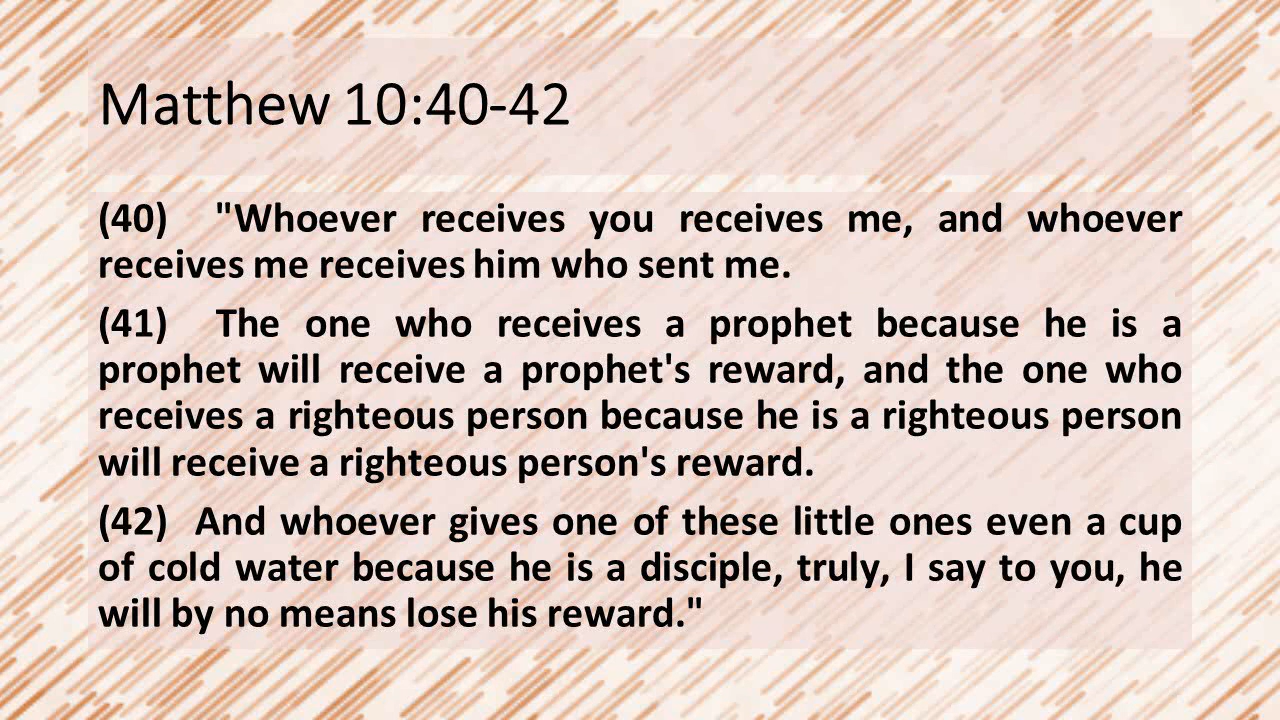 Matthew 10:40-42
(40) "Whoever receives you receives me, and whoever
receives me receives him who sent me.
(41) The one who receives a prophet because he is a
prophet will receive a prophet's reward, and the one who
receives a righteous person because he is a righteous person
will receive a righteous person's reward.
(42) And whoever gives one of these little ones even a cup
of cold water because he is a disciple, truly, I say to you, he
will by no means lose his reward."